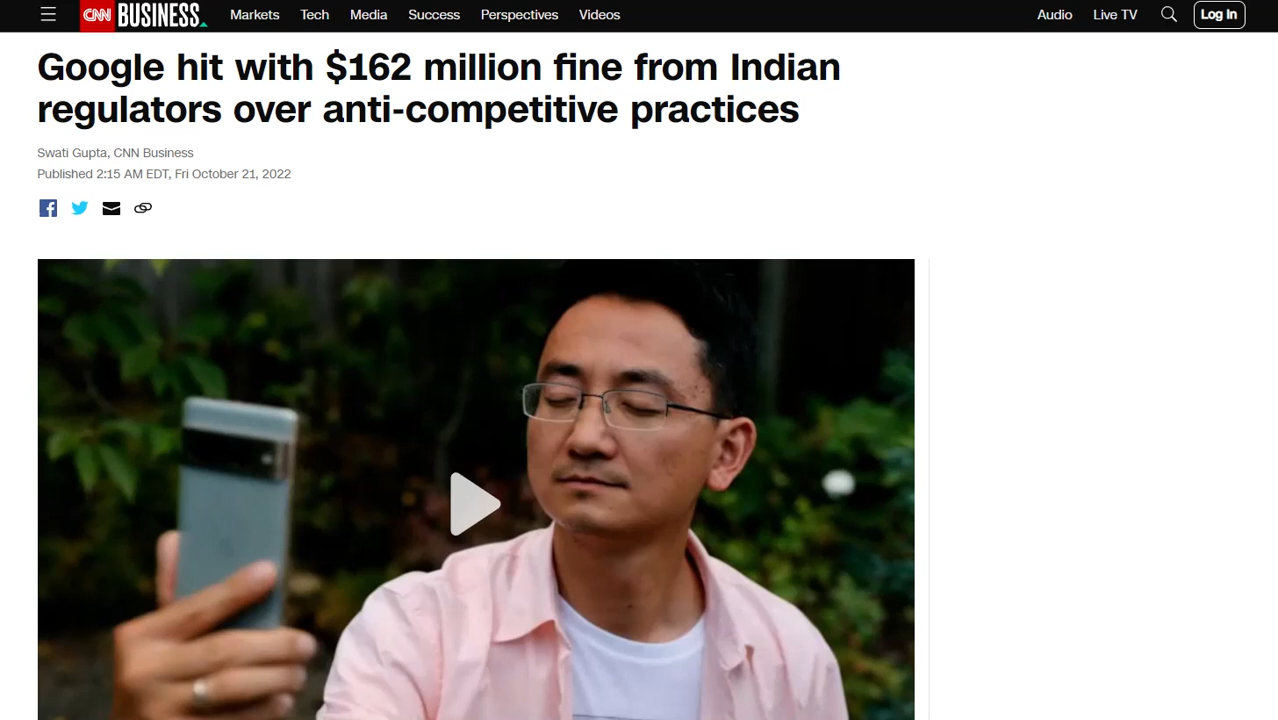 CNN BUSINESS
Markets Tech Media Success Perspectives Videos
Audio Live TV Log In
Google hit with $162 million fine from Indian
regulators over anti-competitive practices
Swati Gupta, CNN Business
Published 2:15 AM EDT, Fri October 21, 2022